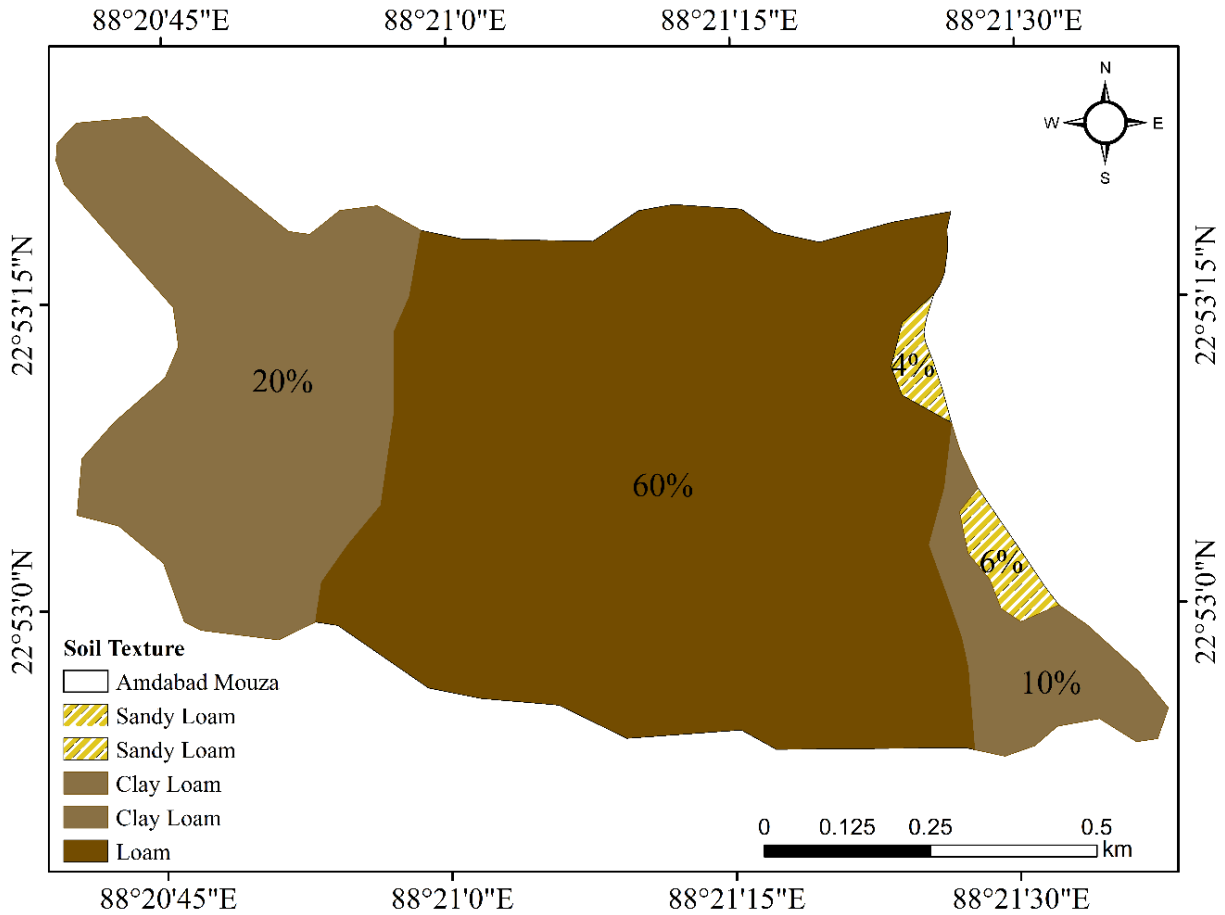 88°20'45"E 88°21'0"E 88°21'15"E 88°21'30"E
N
W E
S
22°53'15"N
22°53'15"N
4%
20%
60%
6%
22°53'0"N
22°53'0"N
10%
Soil Texture
Amdabad Mouza
Sandy Loam
Sandy Loam
Clay Loam
Clay Loam
Loam
0 0.125 0.25 0.5
km
88°20'45"E 88°21'0"E 88°21'15"E 88°21'30"E